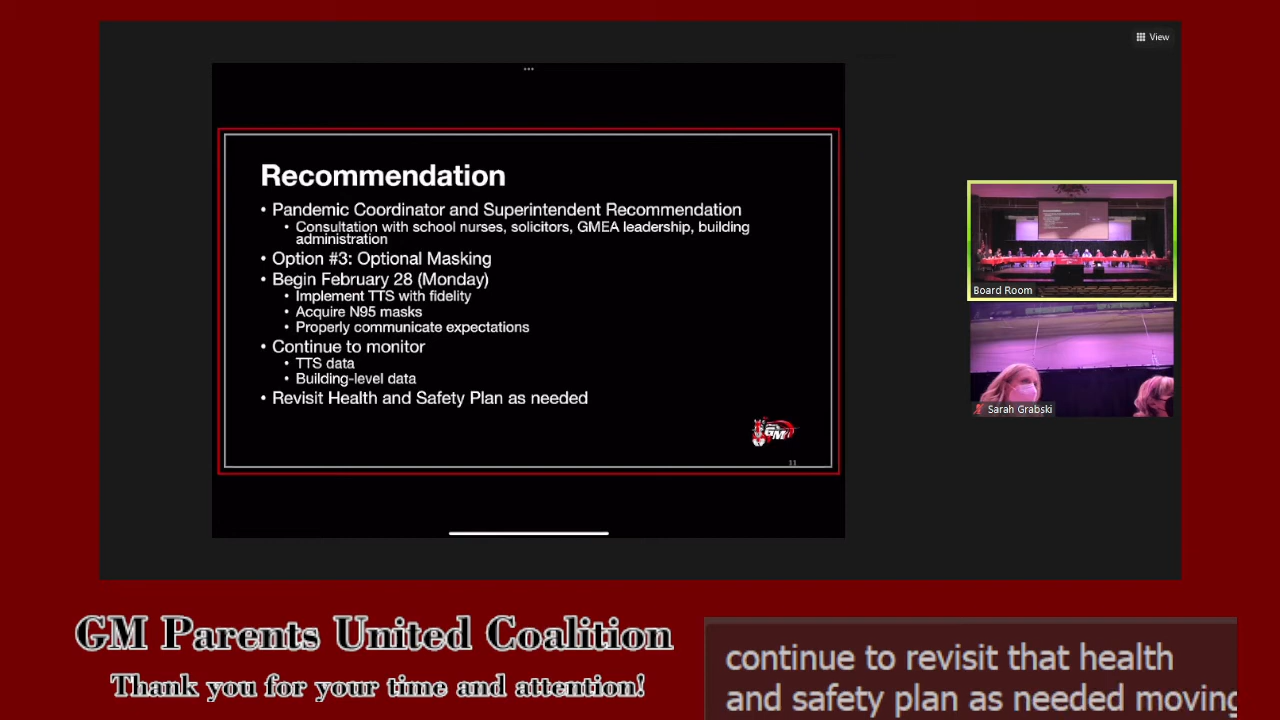 View
Recommendation
• Pandemic Coordinator and Superintendent Recommendation
• Consultation with school nurses, solicitors, GMEA leadership, building
administration
• Option #3: Optional Masking
• Begin February 28 (Monday)
• Implement TTS with fidelity
• Acquire N95 masks
• Properly communicate expectations
• Continue to monitor
• TTS data
• Building-level data
• Revisit Health and Safety Plan as needed
GM
11
Board Room
Sarah Grabski
GM Parents United Coalition
Thank you for your time and attention!
continue to revisit that health
and safety plan as needed moving